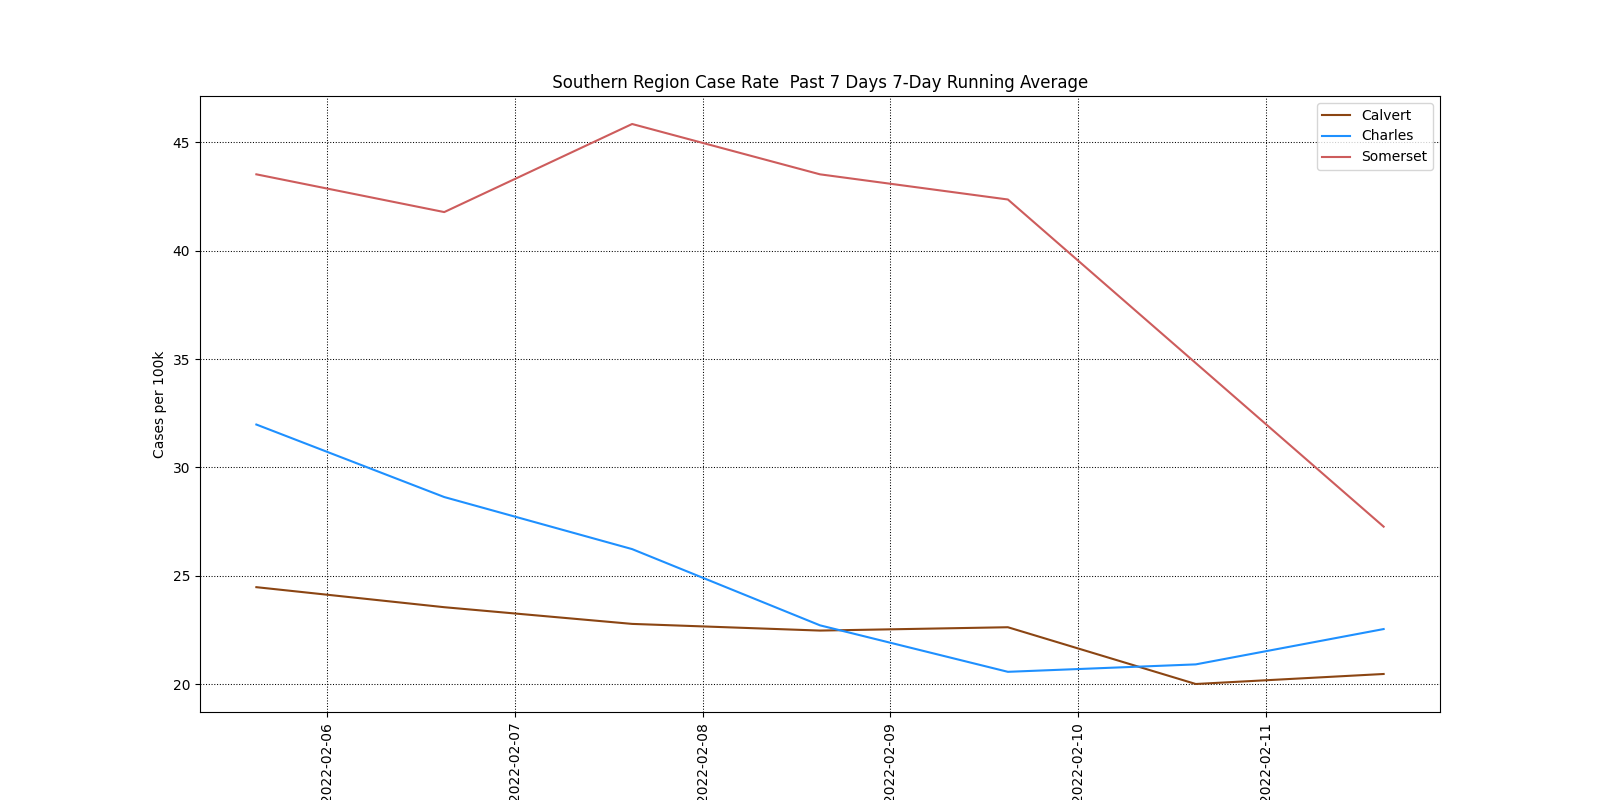 Southern Region Case Rate  Past 7 Days 7-Day Running Average
Calvert
Charles
Somerset
Cases per 100k
45
40
35
30
25
20
2022-02-06
2022-02-07
2022-02-08
2022-02-09
2022-02-10
2022-02-11